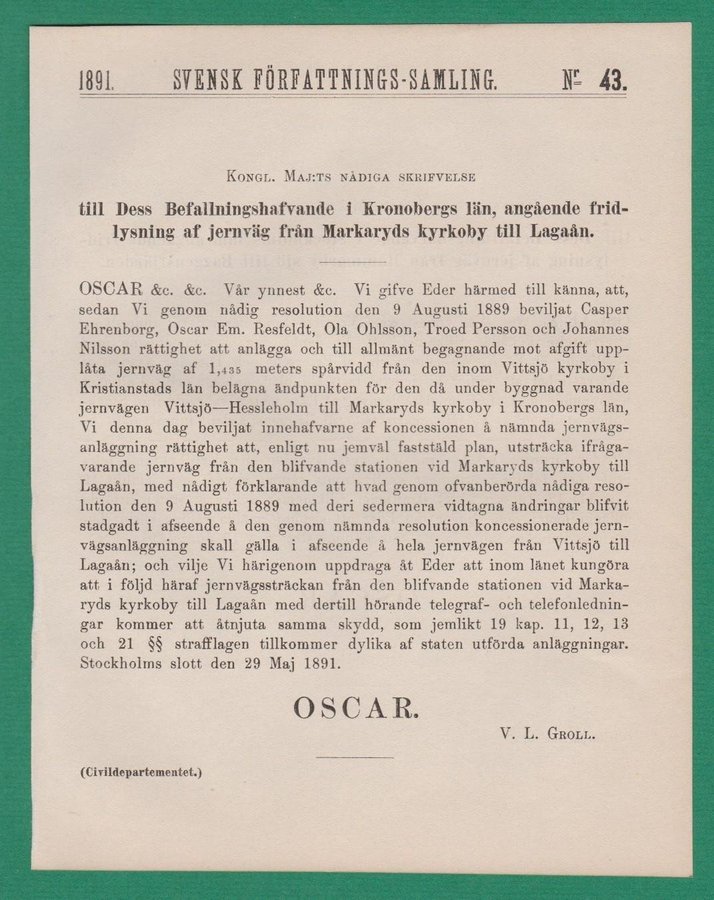 1891. SVENSK FÖRFATTNINGS-SAMLING. Nr 43.
KONGL. MAJ:TS NÅDIGA SKRIFVELSE
till Dess Befallningshafvande i Kronobergs län, angående frid-
lysning af jernväg från Markaryds kyrkoby till Lagaån.
OSCAR &c. &c. Vår ynnest &c. Vi gifve Eder härmed till känna, att,
sedan Vi genom nådig resolution den 9 Augusti 1889 beviljat Casper
Ehrenborg, Oscar Em. Resfeldt, Ola Ohlsson, Troed Persson och Johannes
Nilsson rättighet att anlägga och till allmänt begagnande mot afgift upp-
låta jernväg af 1,435 meters spårvidd från den inom Vittsjö kyrkoby i
Kristianstads län belägna ändpunkten för den då under byggnad varande
jernvägen Vittsjö—Hessleholm till Markaryds kyrkoby i Kronobergs län,
Vi denna dag beviljat innehafvarne af koncessionen å nämnda jernvägs-
anläggning rättighet att, enligt nu jemväl faststäld plan, utsträcka ifråga-
varande jernväg från den blifvande stationen vid Markaryds kyrkoby till
Lagaån, med nådigt förklarande att hvad genom ofvanberörda nådiga reso-
lution den 9 Augusti 1889 med deri sedermera vidtagna ändringar blifvit
stadgadt i afseende å den genom nämnda resolution koncessionerade jern-
vägsanläggning skall gälla i afseende å hela jernvägen från Vittsjö till
Lagaån; och vilje Vi härigenom uppdraga åt Eder att inom länet kungöra
att i följd häraf jernvägssträckan från den blifvande stationen vid Marka-
ryds kyrkoby till Lagaån med dertill hörande telegraf- och telefonlednin-
gar kommer att åtnjuta samma skydd, som jemlikt 19 kap. 11, 12, 13
och 21 §§ strafflagen tillkommer dylika af staten utförda anläggningar.
Stockholms slott den 29 Maj 1891.
OSCAR.
V. L. GROLL.
(Civildepartementet.)